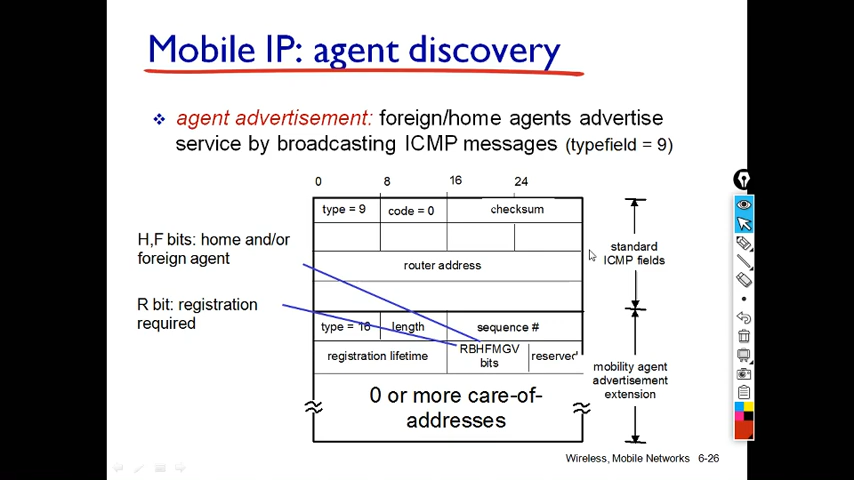 Mobile IP: agent discovery
agent advertisement: foreign/home agents advertise
service by broadcasting ICMP messages (typefield = 9)
0 8 16 24
type = 9 code = 0 checksum
H,F bits: home and/or
foreign agent
standard
ICMP fields
router address
R bit: registration
required
type = 16 length sequence #
registration lifetime RBHFMGV
bits reserved
mobility agent
advertisement
extension
0 or more care-of-
addresses
Wireless, Mobile Networks 6-26